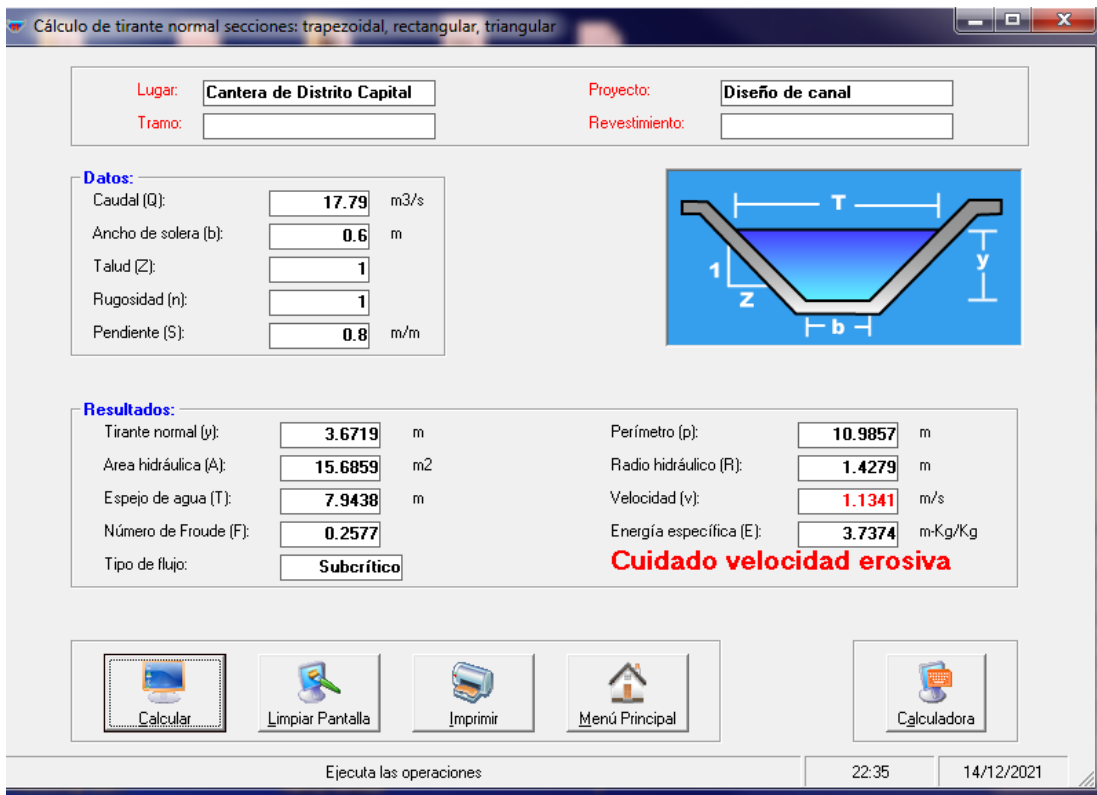 Cálculo de tirante normal secciones: trapezoidal, rectangular, triangular
Lugar: Cantera de Distrito Capital Proyecto: Diseño de canal
Tramo: Revestimiento:
Datos:
Caudal (Q): 17.79 m3/s
Ancho de solera (b): 0.6 m
Talud (Z): 1
Rugosidad (n): 1
Pendiente (S): 0.8 m/m
T
y
1
Z
b
Resultados:
Tirante normal (y): 3.6719 m Perímetro (p): 10.9857 m
Area hidráulica (A): 15.6859 m2 Radio hidráulico (R): 1.4279 m
Espejo de agua (T): 7.9438 m Velocidad (v): 1.1341 m/s
Número de Froude (F): 0.2577 Energía específica (E): 3.7374 m-Kg/Kg
Tipo de flujo: Subcrítico Cuidado velocidad erosiva
Calcular Limpiar Pantalla Imprimir Menú Principal Calculadora
Ejecuta las operaciones 22:35 14/12/2021